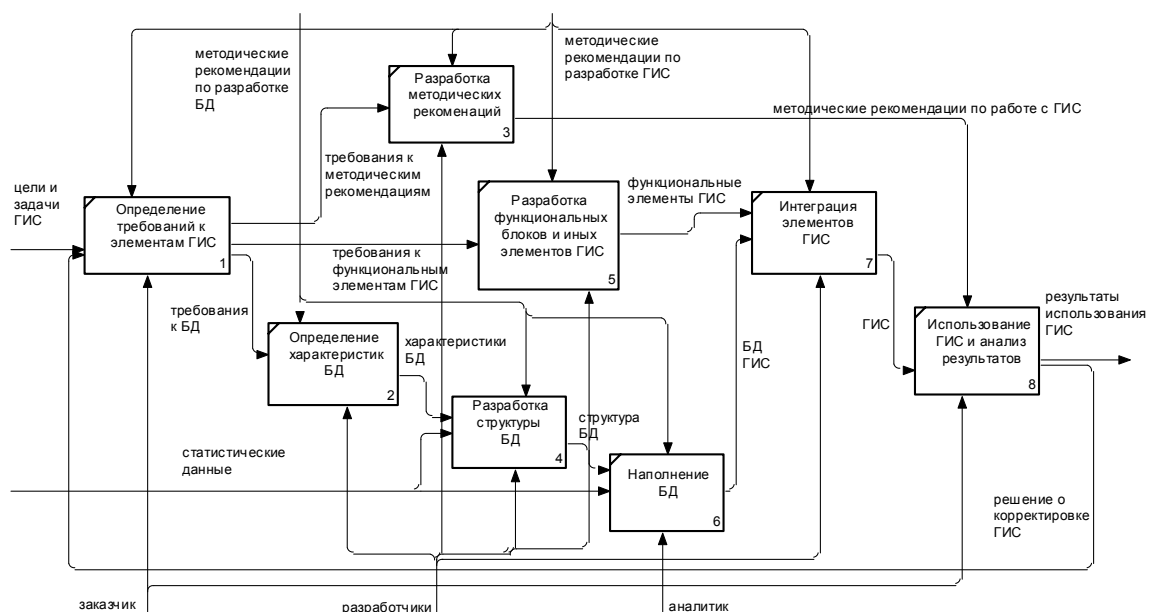 методические
рекомендации
по разработке
БД
методические
рекомендации по
разработке ГИС
Разработка
методических
рекоменаций
3
методические рекомендации по работе с ГИС
требования к
методическим
рекомендациям
цели и
задачи
ГИС
Определение
требований к
элементам ГИС
1
Разработка
функциональных
блоков и иных
элементов ГИС
5
функциональные
элементы ГИС
Интеграция
элементов
ГИС
7
требования к
функциональным
элементам ГИС
требования
к БД
Определение
характеристик
БД
2
характеристики
БД
БД
ГИС
ГИС
Использование
ГИС и анализ
результатов
8
результаты
использования
ГИС
Разработка
структуры
БД
4
структура
БД
статистические
данные
Наполнение
БД
6
решение о
корректировке
ГИС
заказчик
разработчики
аналитик